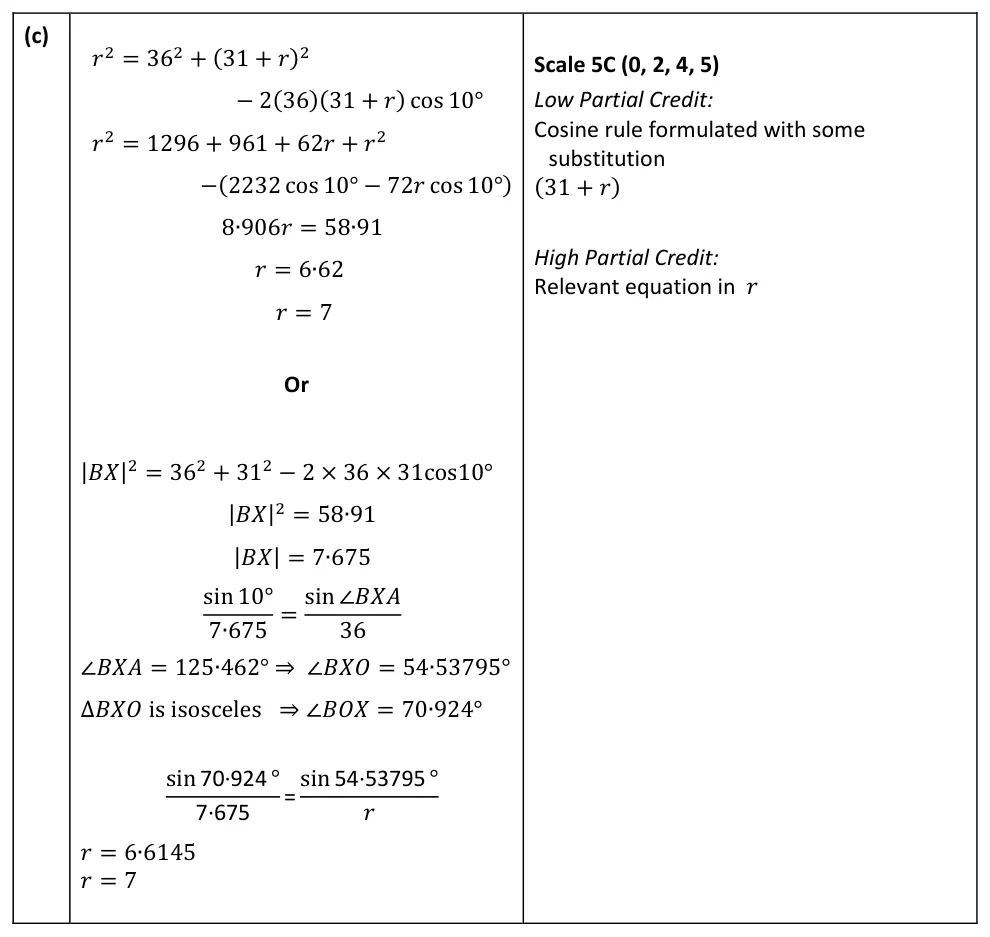 (c)
r² = 36² + (31 + r)²
− 2(36)(31 + r) cos 10°
r² = 1296 + 961 + 62r + r²
−(2232 cos 10° − 72r cos 10°)
8·906r = 58·91
r = 6·62
r = 7
Or
|BX|² = 36² + 31² − 2 × 36 × 31cos10°
|BX|² = 58·91
|BX| = 7·675
sin 10° / 7·675 = sin ∠BXA / 36
∠BXA = 125·462° ⇒ ∠BXO = 54·53795°
ΔBXO is isosceles ⇒ ∠BOX = 70·924°
sin 70·924 ° / 7·675 = sin 54·53795 ° / r
r = 6·6145
r = 7
Scale 5C (0, 2, 4, 5)
Low Partial Credit:
Cosine rule formulated with some
substitution
(31 + r)
High Partial Credit:
Relevant equation in r